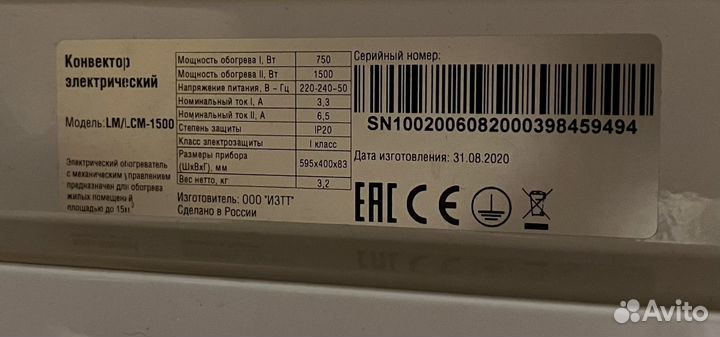 Конвектор
электрический
Модель: LM/LCM-1500
Электрический обогреватель
с механическим управлением
предназначен для обогрева
жилых помещений
площадью до 15м²
Мощность обогрева I, Вт 750
Мощность обогрева II, Вт 1500
Напряжение питания, В - Гц 220-240-50
Номинальный ток I, А 3,3
Номинальный ток II, А 6,5
Степень защиты IP20
Класс электрозащиты I класс
Размеры прибора
(ШхВхГ), мм 595х400х83
Вес нетто, кг 3,2
Изготовитель: ООО "ИЗТТ"
Сделано в России
Серийный номер:
SN1002006082000398459494
Дата изготовления: 31.08.2020
EAC CE
Avito